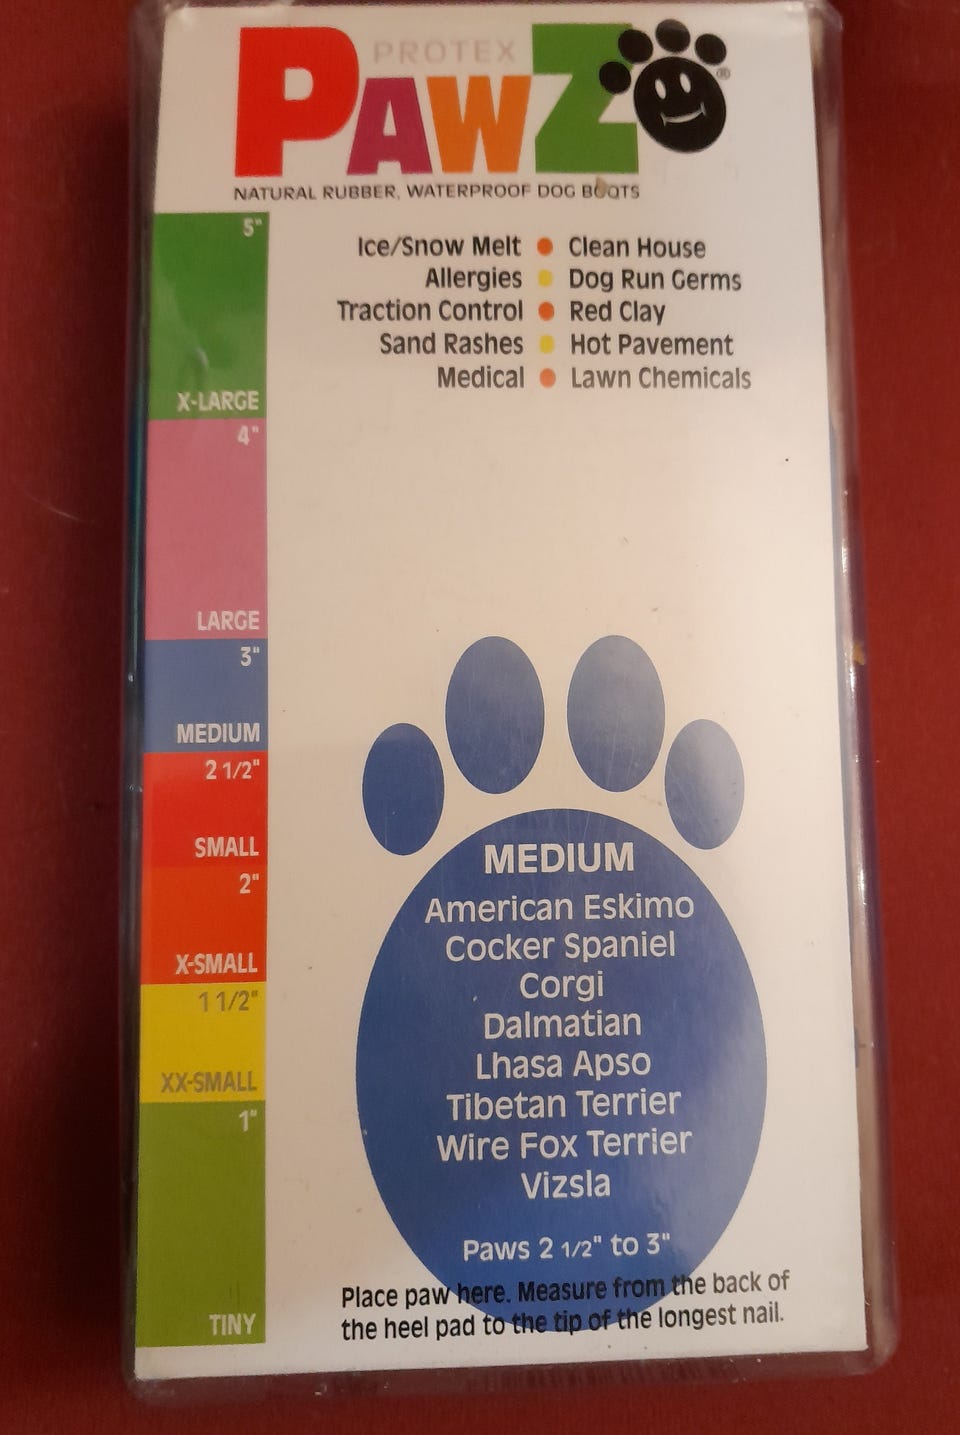 PROTEX
PAWZ®
NATURAL RUBBER, WATERPROOF DOG BOOTS
Ice/Snow Melt • Clean House
Allergies • Dog Run Germs
Traction Control • Red Clay
Sand Rashes • Hot Pavement
Medical • Lawn Chemicals
5"
X-LARGE
4"
LARGE
3"
MEDIUM
2 1/2"
SMALL
2"
X-SMALL
1 1/2"
XX-SMALL
1"
TINY
MEDIUM
American Eskimo
Cocker Spaniel
Corgi
Dalmatian
Lhasa Apso
Tibetan Terrier
Wire Fox Terrier
Vizsla
Paws 2 1/2" to 3"
Place paw here. Measure from the back of
the heel pad to the tip of the longest nail.